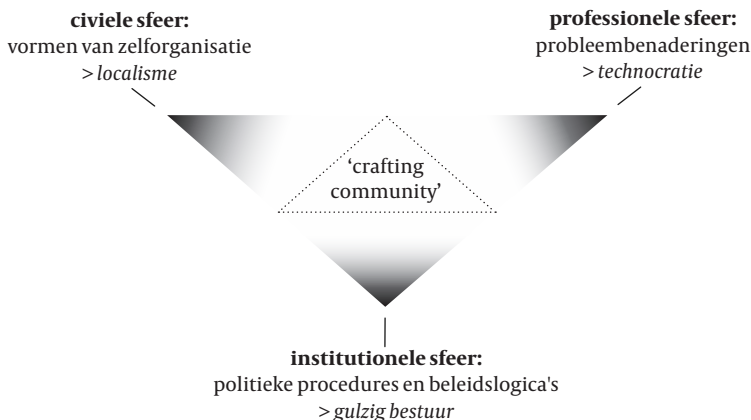 civiele sfeer:
vormen van zelforganisatie
> localisme
professionele sfeer:
probleembenaderingen
> technocratie
‘crafting
community’
institutionele sfeer:
politieke procedures en beleidslogica's
> gulzig bestuur